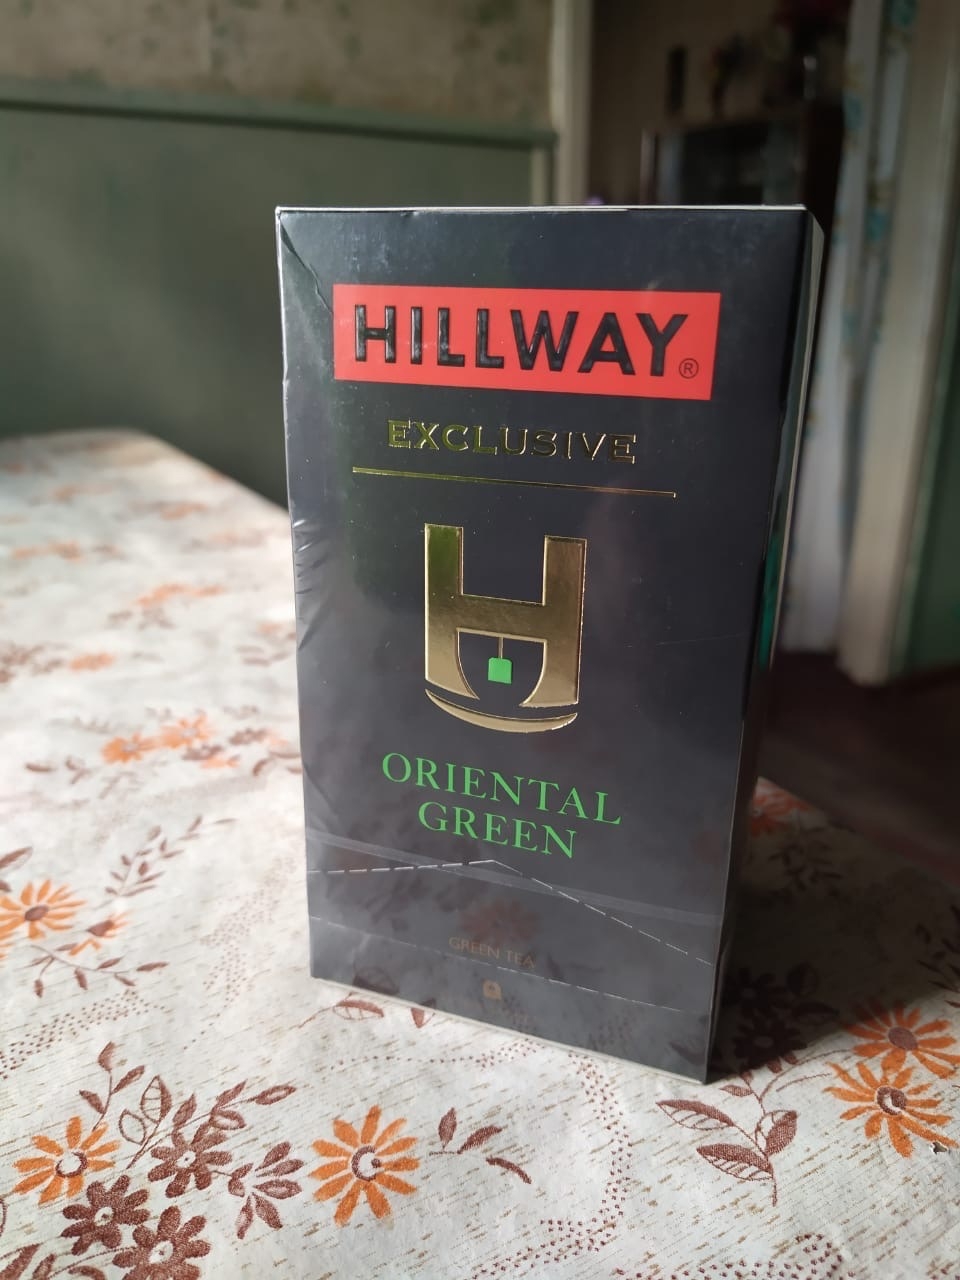 HILLWAY®
EXCLUSIVE
ORIENTAL
GREEN
GREEN TEA